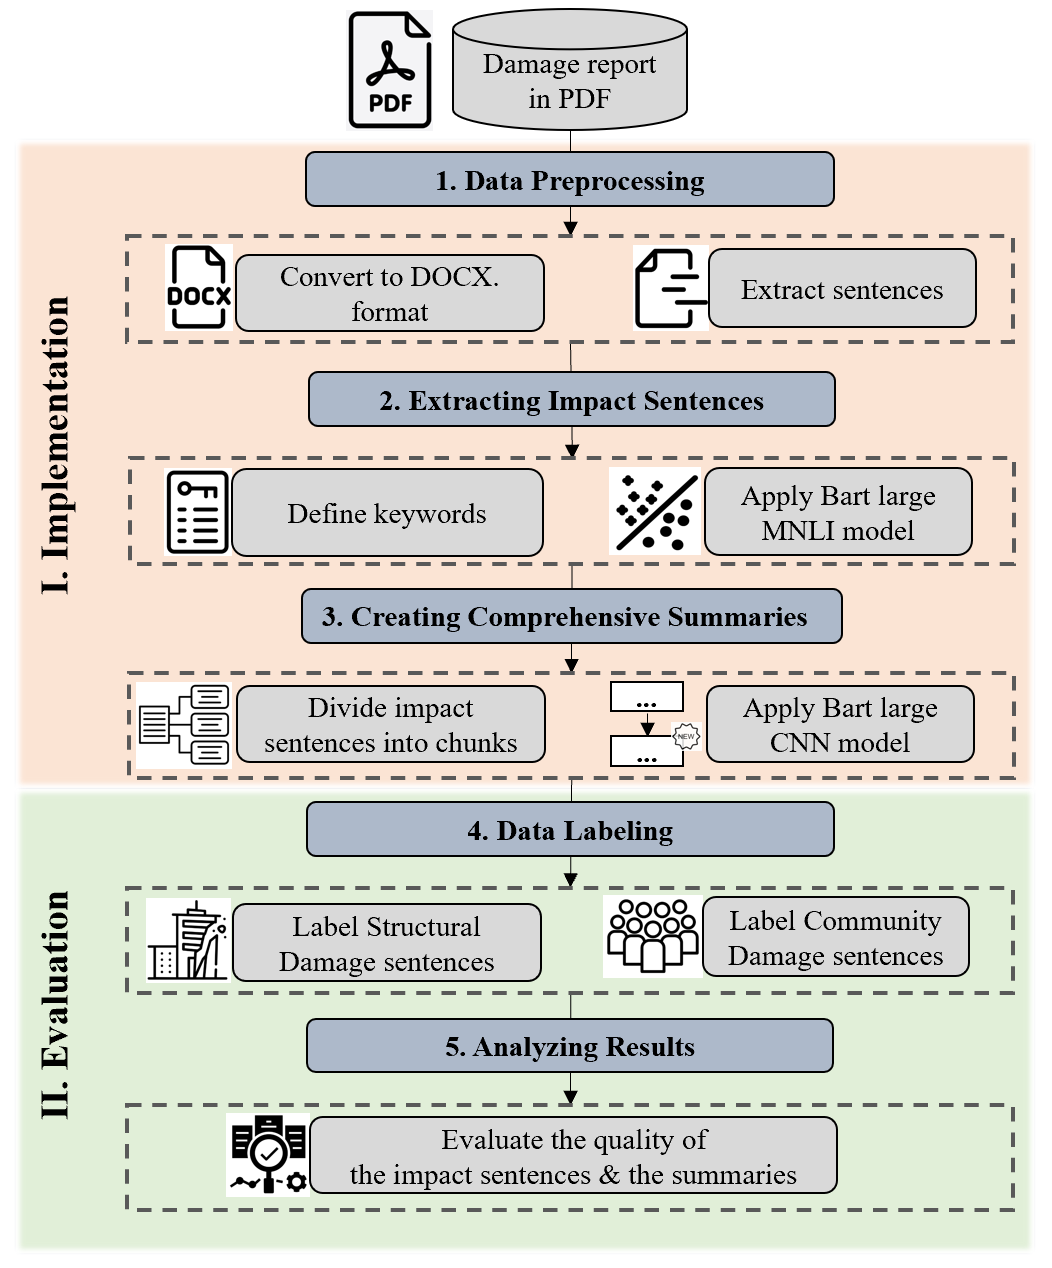 PDF
Damage report
in PDF
I. Implementation
1. Data Preprocessing
DOCX
Convert to DOCX.
format
Extract sentences
2. Extracting Impact Sentences
Define keywords
Apply Bart large
MNLI model
3. Creating Comprehensive Summaries
Divide impact
sentences into chunks
...
NEW
...
Apply Bart large
CNN model
II. Evaluation
4. Data Labeling
Label Structural
Damage sentences
Label Community
Damage sentences
5. Analyzing Results
Evaluate the quality of
the impact sentences & the summaries